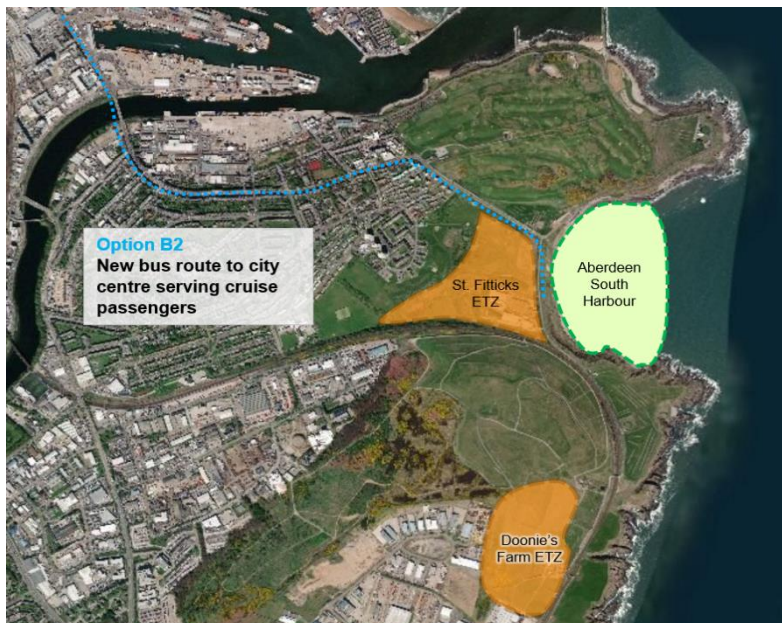 Option B2
New bus route to city
centre serving cruise
passengers
St. Fitticks
ETZ
Aberdeen
South
Harbour
Doonie's
Farm ETZ